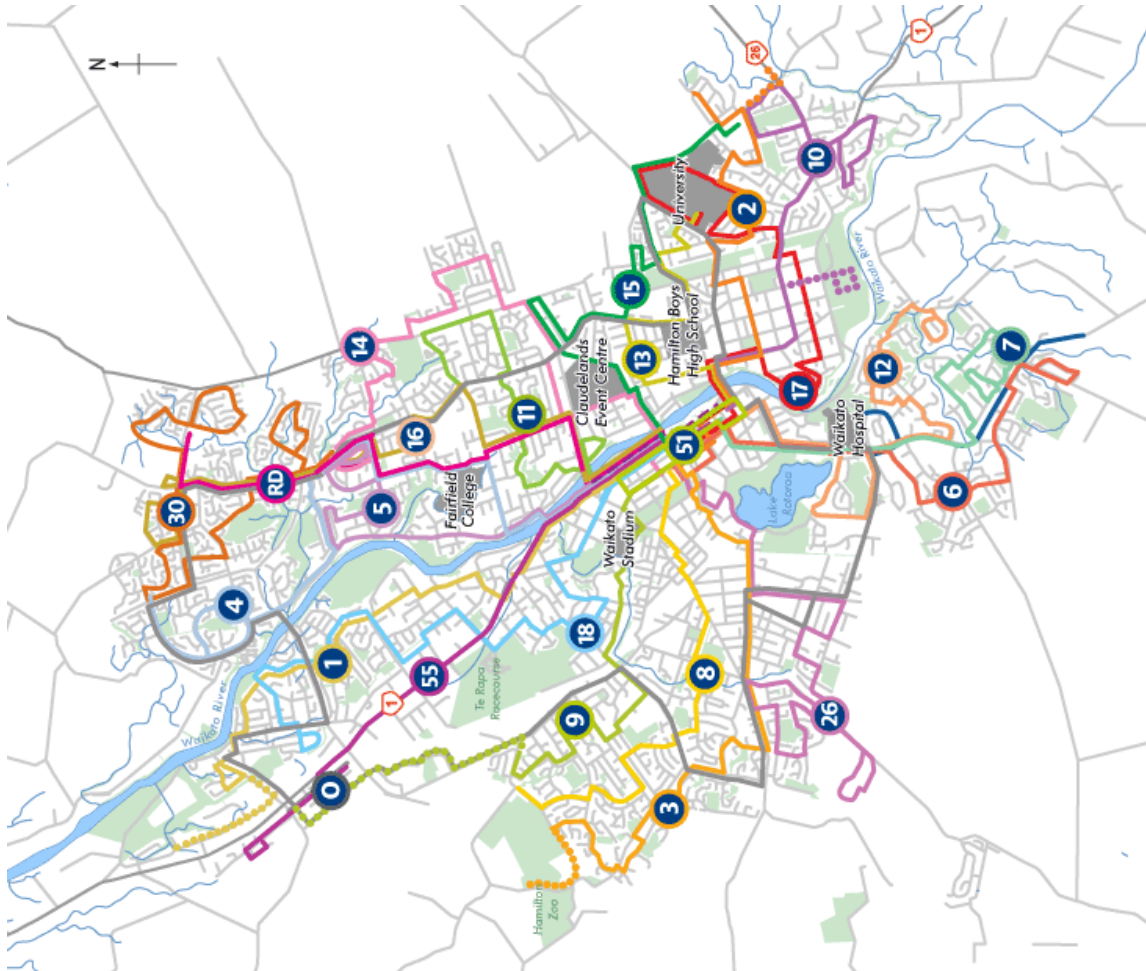 N
26
1
14
30
RD
16
5
Fairfield
College
11
15
13
Claudelands
Event Centre
Hamilton Boys
High School
University
2
10
Waikato River
17
12
7
6
Waikato
Hospital
Lake
Rotoroa
51
Waikato
Stadium
4
1
55
1
18
Te Rapa
Racecourse
Waikato River
9
8
26
3
O
Hamilton
Zoo